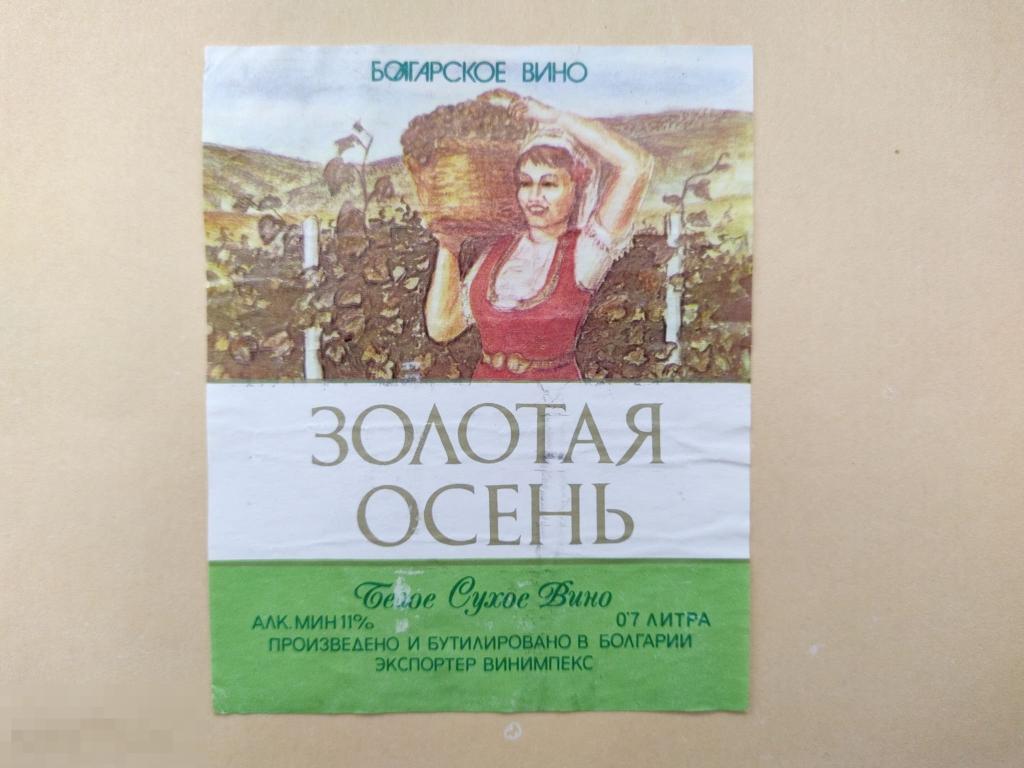 БОЛГАРСКОЕ ВИНО
ЗОЛОТАЯ
ОСЕНЬ
Белое Сухое Вино
АЛК. МИН 11% 0'7 ЛИТРА
ПРОИЗВЕДЕНО И БУТИЛИРОВАНО В БОЛГАРИИ
ЭКСПОРТЕР ВИНИМПЕКС